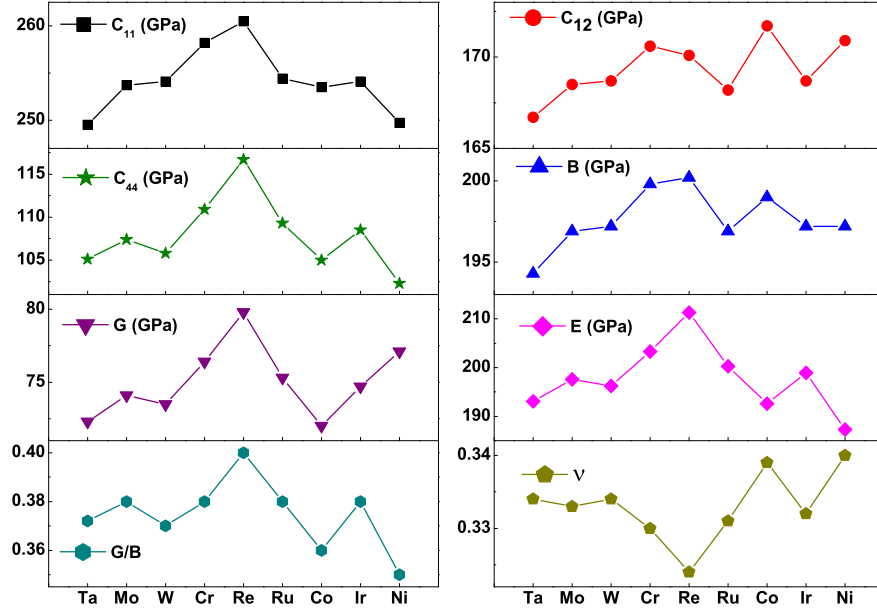 C11 (GPa)
260
250
C12 (GPa)
170
165
C44 (GPa)
115
110
105
B (GPa)
200
195
G (GPa)
80
75
E (GPa)
210
200
190
G/B
0.40
0.38
0.36
ν
0.34
0.33
Ta Mo W Cr Re Ru Co Ir Ni
Ta Mo W Cr Re Ru Co Ir Ni